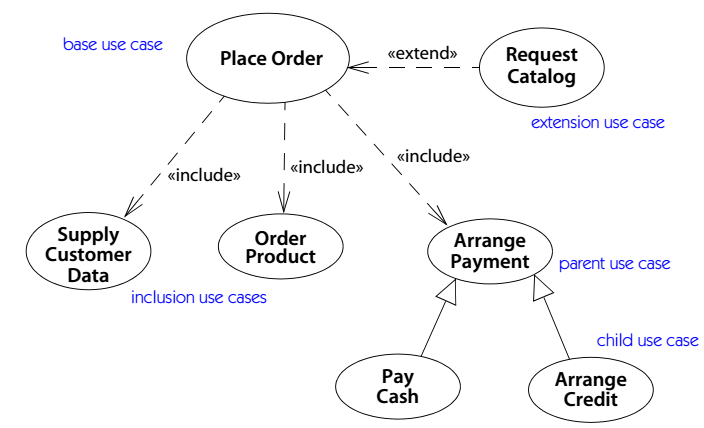 base use case
Place Order
«extend»
Request
Catalog
extension use case
«include»
«include»
«include»
Supply
Customer
Data
Order
Product
Arrange
Payment
parent use case
inclusion use cases
child use case
Pay
Cash
Arrange
Credit